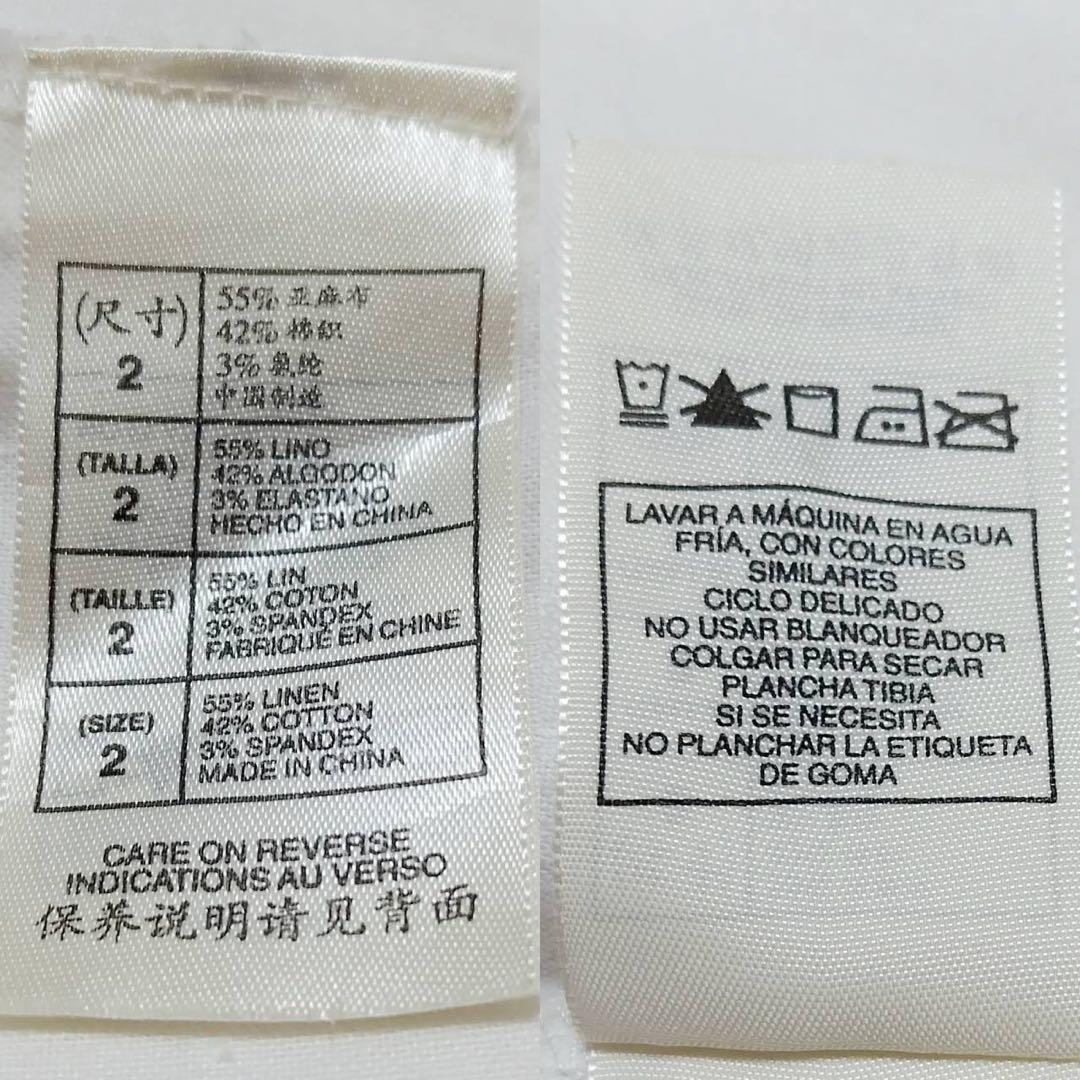 (尺寸)
2
55% 亚麻布
42% 棉织
3% 氨纶
中国制造
(TALLA)
2
55% LINO
42% ALGODON
3% ELASTANO
HECHO EN CHINA
(TAILLE)
2
55% LIN
42% COTON
3% SPANDEX
FABRIQUÉ EN CHINE
(SIZE)
2
55% LINEN
42% COTTON
3% SPANDEX
MADE IN CHINA
CARE ON REVERSE
INDICATIONS AU VERSO
保养说明请见背面
LAVAR A MÁQUINA EN AGUA
FRÍA, CON COLORES
SIMILARES
CICLO DELICADO
NO USAR BLANQUEADOR
COLGAR PARA SECAR
PLANCHA TIBIA
SI SE NECESITA
NO PLANCHAR LA ETIQUETA
DE GOMA